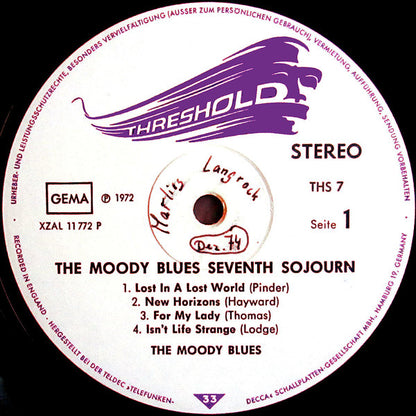 URHEBER- UND LEISTUNGSSCHUTZRECHTE, BESONDERS VERVIELFÄLTIGUNG (AUSSER ZUM PERSÖNLICHEN GEBRAUCH), VERMIETUNG, AUFFÜHRUNG, SENDUNG VORBEHALTEN
THRESHOLD
STEREO
GEMA
℗ 1972
XZAL 11 772 P
Marlies Langrock
Dez. 74
THS 7
Seite 1
THE MOODY BLUES SEVENTH SOJOURN
1. Lost In A Lost World (Pinder)
2. New Horizons (Hayward)
3. For My Lady (Thomas)
4. Isn't Life Strange (Lodge)
THE MOODY BLUES
RECORDED IN ENGLAND · HERGESTELLT BEI DER TELDEC »TELEFUNKEN-DECCA« SCHALLPLATTEN-GESELLSCHAFT MBH., HAMBURG 19, GERMANY
33